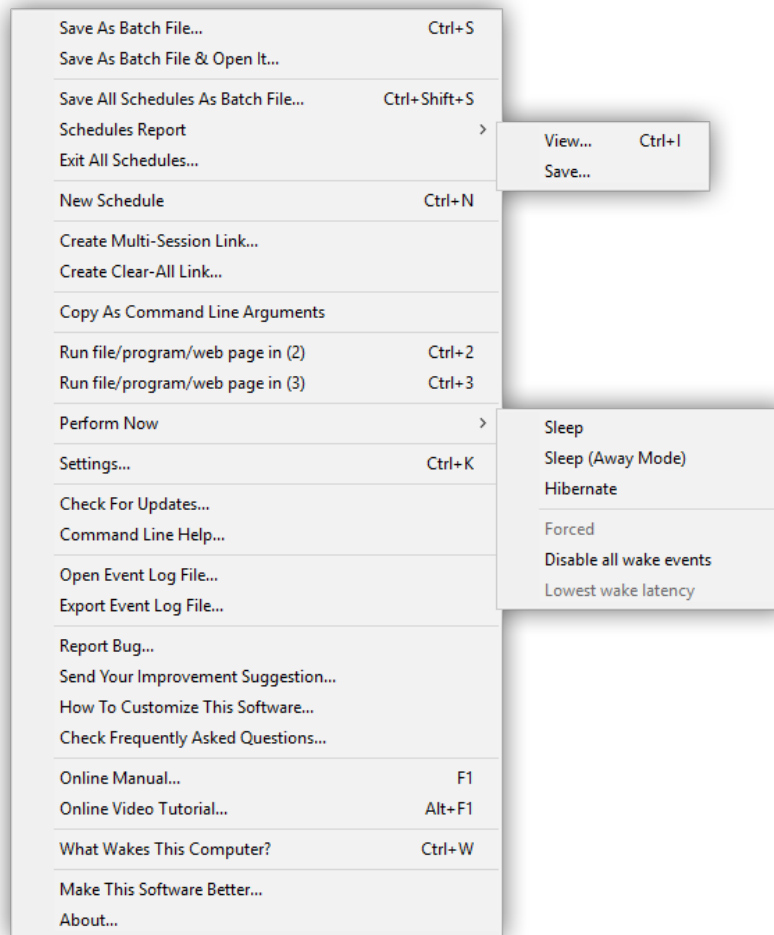 Save As Batch File... Ctrl+S
Save As Batch File & Open It...
Save All Schedules As Batch File... Ctrl+Shift+S
Schedules Report
View... Ctrl+I
Save...
Exit All Schedules...
New Schedule Ctrl+N
Create Multi-Session Link...
Create Clear-All Link...
Copy As Command Line Arguments
Run file/program/web page in (2) Ctrl+2
Run file/program/web page in (3) Ctrl+3
Perform Now
Sleep
Sleep (Away Mode)
Hibernate
Forced
Disable all wake events
Lowest wake latency
Settings... Ctrl+K
Check For Updates...
Command Line Help...
Open Event Log File...
Export Event Log File...
Report Bug...
Send Your Improvement Suggestion...
How To Customize This Software...
Check Frequently Asked Questions...
Online Manual... F1
Online Video Tutorial... Alt+F1
What Wakes This Computer? Ctrl+W
Make This Software Better...
About...